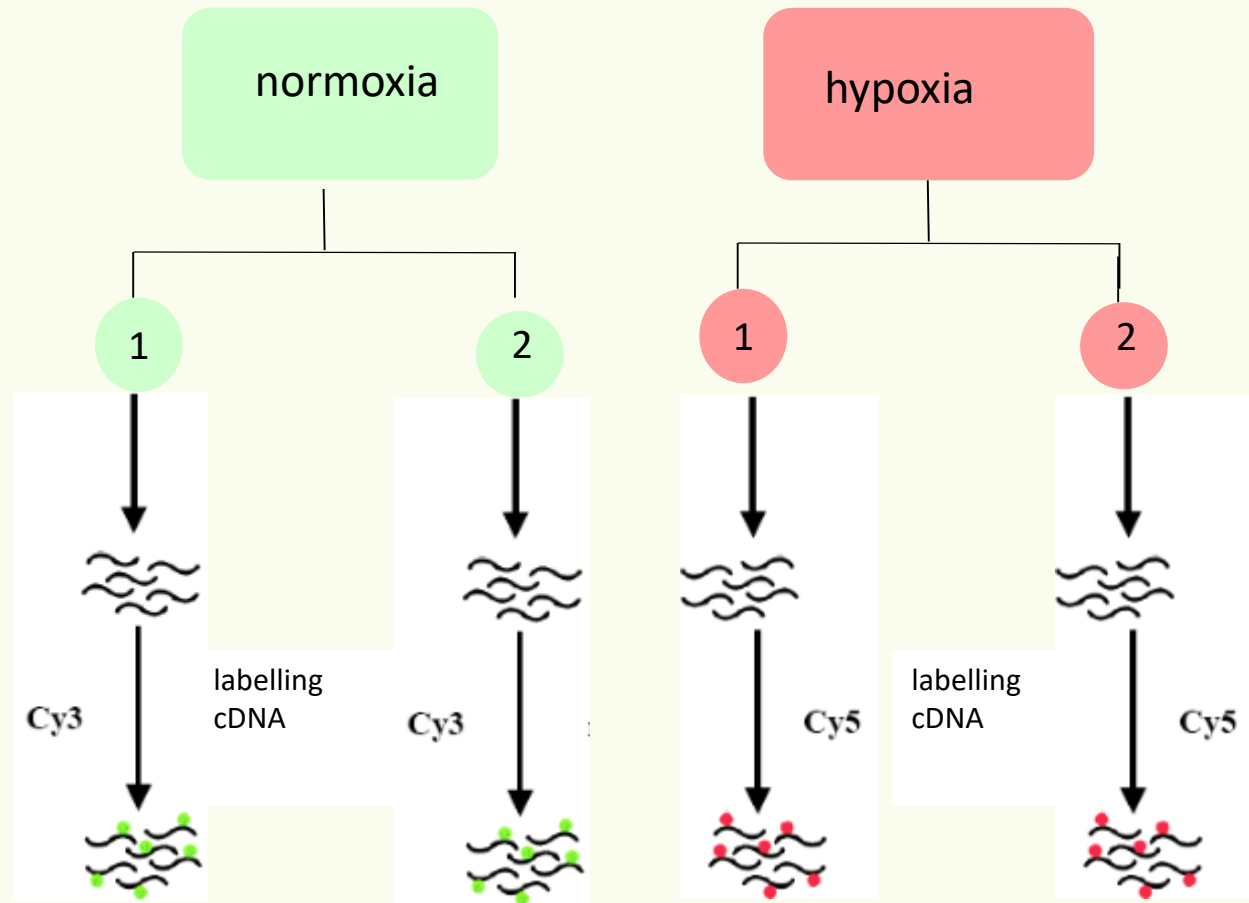 normoxia
hypoxia
1
2
1
2
labelling
cDNA
labelling
cDNA
Cy3
Cy3
Cy5
Cy5